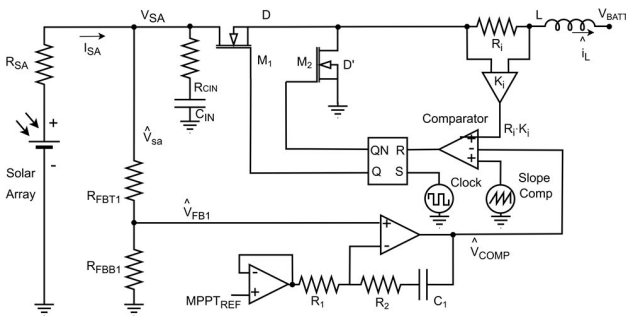 V_SA
D
L
V_BATT
I_SA
R_SA
R_i
î_L
M_1
M_2
D'
R_CIN
C_IN
K_i
R_i·K_i
Comparator
+
-
+
V̂_sa
Solar
Array
+
-
QN R
Q S
Clock
Slope
Comp
R_FBT1
V̂_FB1
+
-
V̂_COMP
R_FBB1
-
+
MPPT_REF
R_1
R_2
C_1